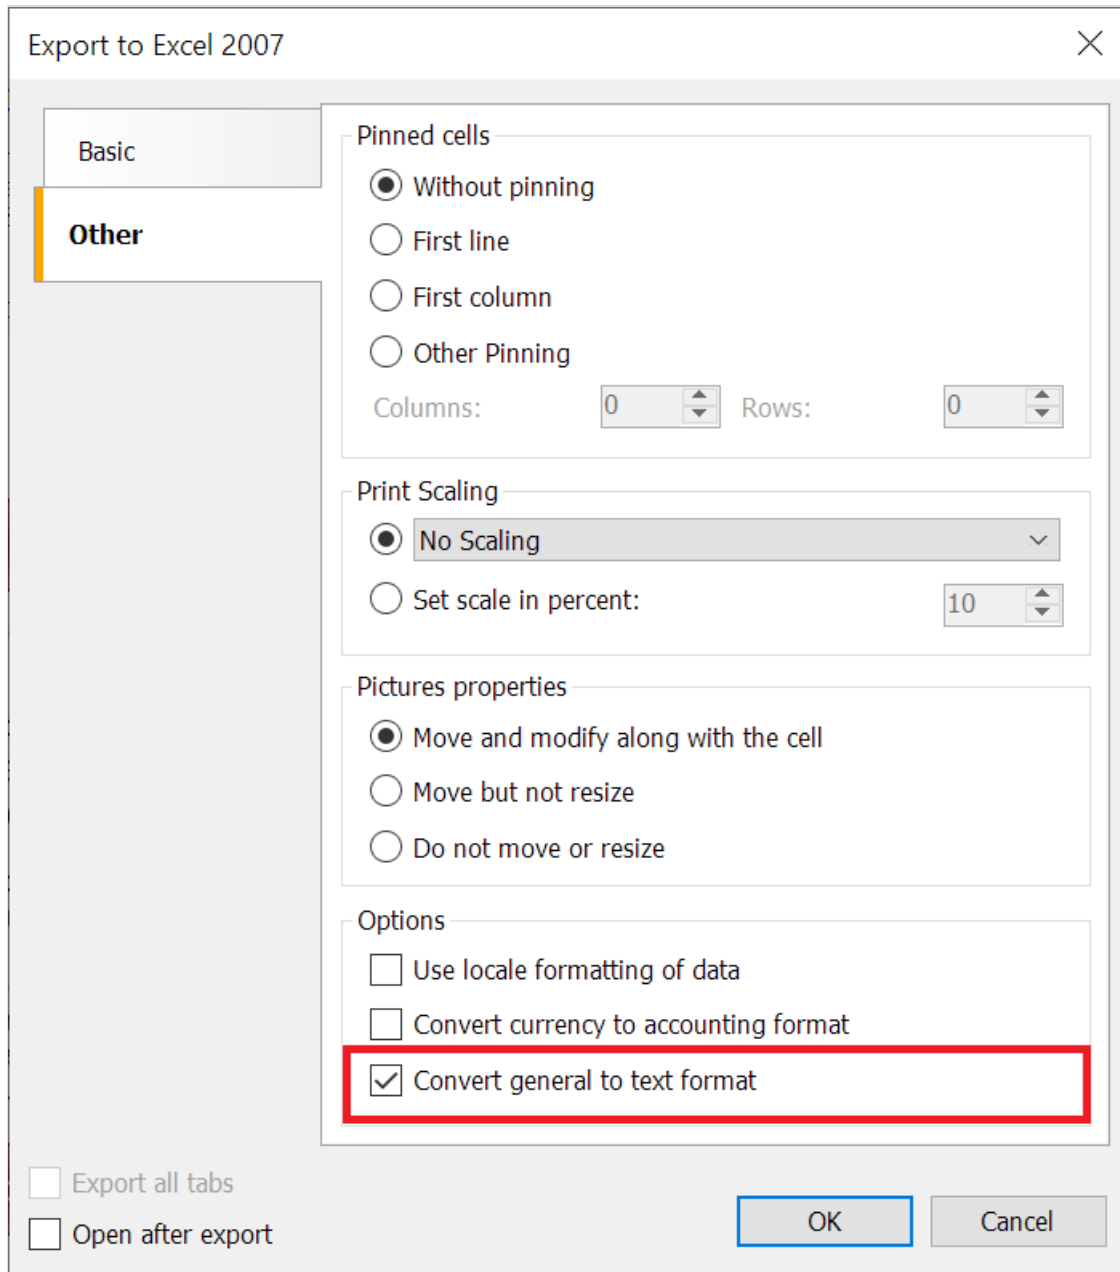 Export to Excel 2007
Basic
Other
Pinned cells
Without pinning
First line
First column
Other Pinning
Columns: 0 Rows: 0
Print Scaling
No Scaling
Set scale in percent: 10
Pictures properties
Move and modify along with the cell
Move but not resize
Do not move or resize
Options
Use locale formatting of data
Convert currency to accounting format
Convert general to text format
Export all tabs
Open after export
OK Cancel